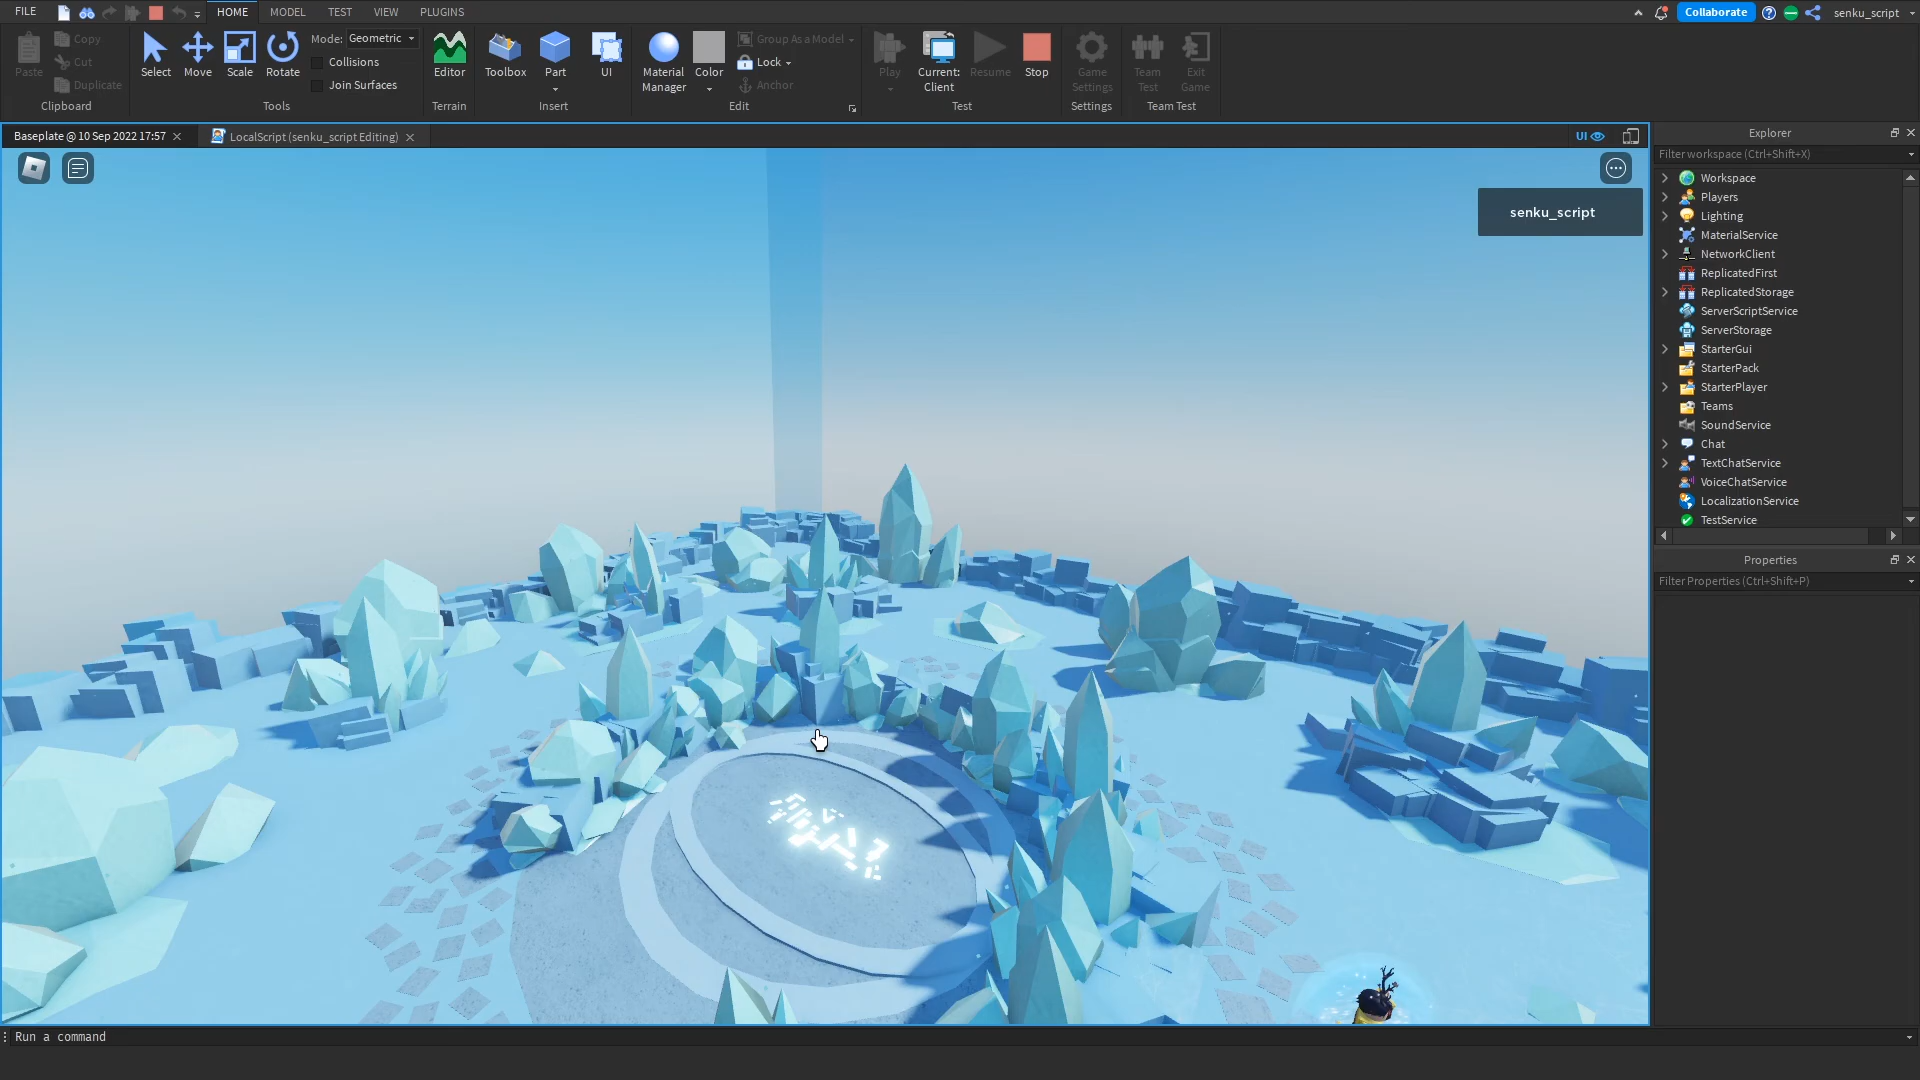 FILE
HOME
MODEL
TEST
VIEW
PLUGINS
Collaborate
senku_script
Paste
Copy
Cut
Duplicate
Clipboard
Select
Move
Scale
Rotate
Mode: Geometric
Collisions
Join Surfaces
Tools
Editor
Terrain
Toolbox
Part
UI
Insert
Material
Manager
Color
Group As a Model
Lock
Anchor
Edit
Play
Current:
Client
Resume
Stop
Test
Game
Settings
Settings
Team
Test
Exit
Game
Team Test
Baseplate @ 10 Sep 2022 17:57
LocalScript (senku_script Editing)
UI
senku_script
Explorer
Filter workspace (Ctrl+Shift+X)
Workspace
Players
Lighting
MaterialService
NetworkClient
ReplicatedFirst
ReplicatedStorage
ServerScriptService
ServerStorage
StarterGui
StarterPack
StarterPlayer
Teams
SoundService
Chat
TextChatService
VoiceChatService
LocalizationService
TestService
Properties
Filter Properties (Ctrl+Shift+P)
Run a command